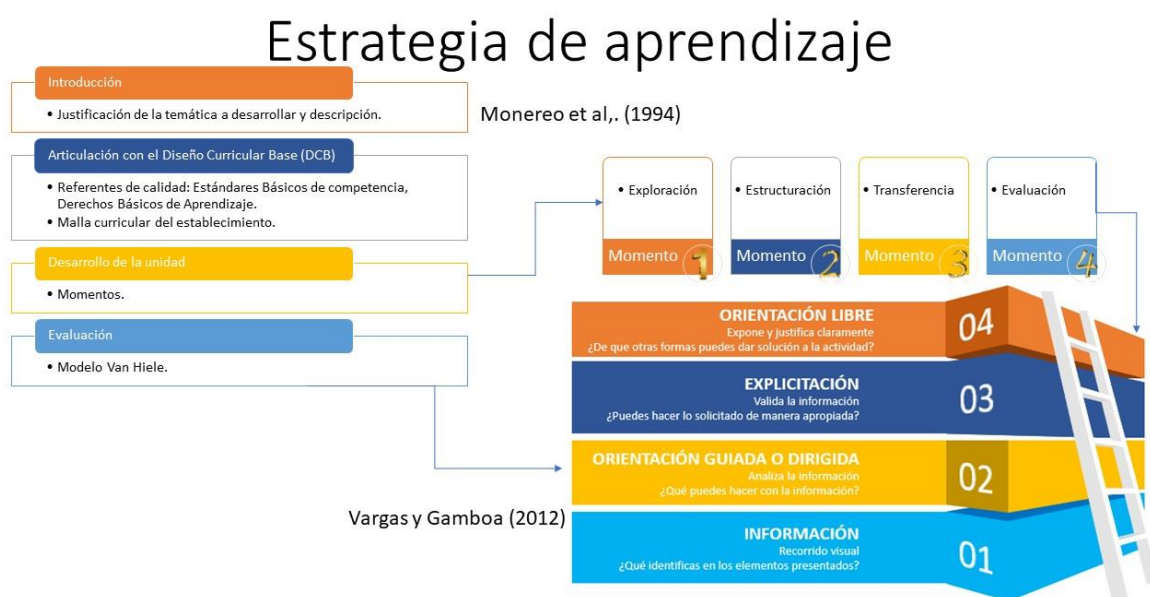 Estrategia de aprendizaje
Introducción
• Justificación de la temática a desarrollar y descripción.
Articulación con el Diseño Curricular Base (DCB)
• Referentes de calidad: Estándares Básicos de competencia,
Derechos Básicos de Aprendizaje.
• Malla curricular del establecimiento.
Desarrollo de la unidad
• Momentos.
Evaluación
• Modelo Van Hiele.
Monereo et al,. (1994)
• Exploración
Momento 1
• Estructuración
Momento 2
• Transferencia
Momento 3
• Evaluación
Momento 4
ORIENTACIÓN LIBRE
Expone y justifica claramente
¿De que otras formas puedes dar solución a la actividad?
04
EXPLICITACIÓN
Valida la información
¿Puedes hacer lo solicitado de manera apropiada?
03
ORIENTACIÓN GUIADA O DIRIGIDA
Analiza la información
¿Qué puedes hacer con la información?
02
INFORMACIÓN
Recorrido visual
¿Qué identificas en los elementos presentados?
01
Vargas y Gamboa (2012)